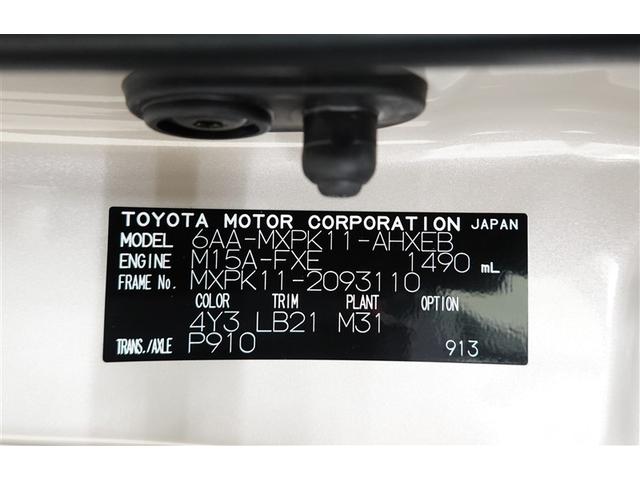 TOYOTA MOTOR CORPORATION JAPAN
MODEL 6AA-MXPK11-AHXEB
ENGINE M15A-FXE 1490 mL
FRAME No. MXPK11-2093110
COLOR TRIM PLANT OPTION
4Y3 LB21 M31
TRANS./AXLE P910 913